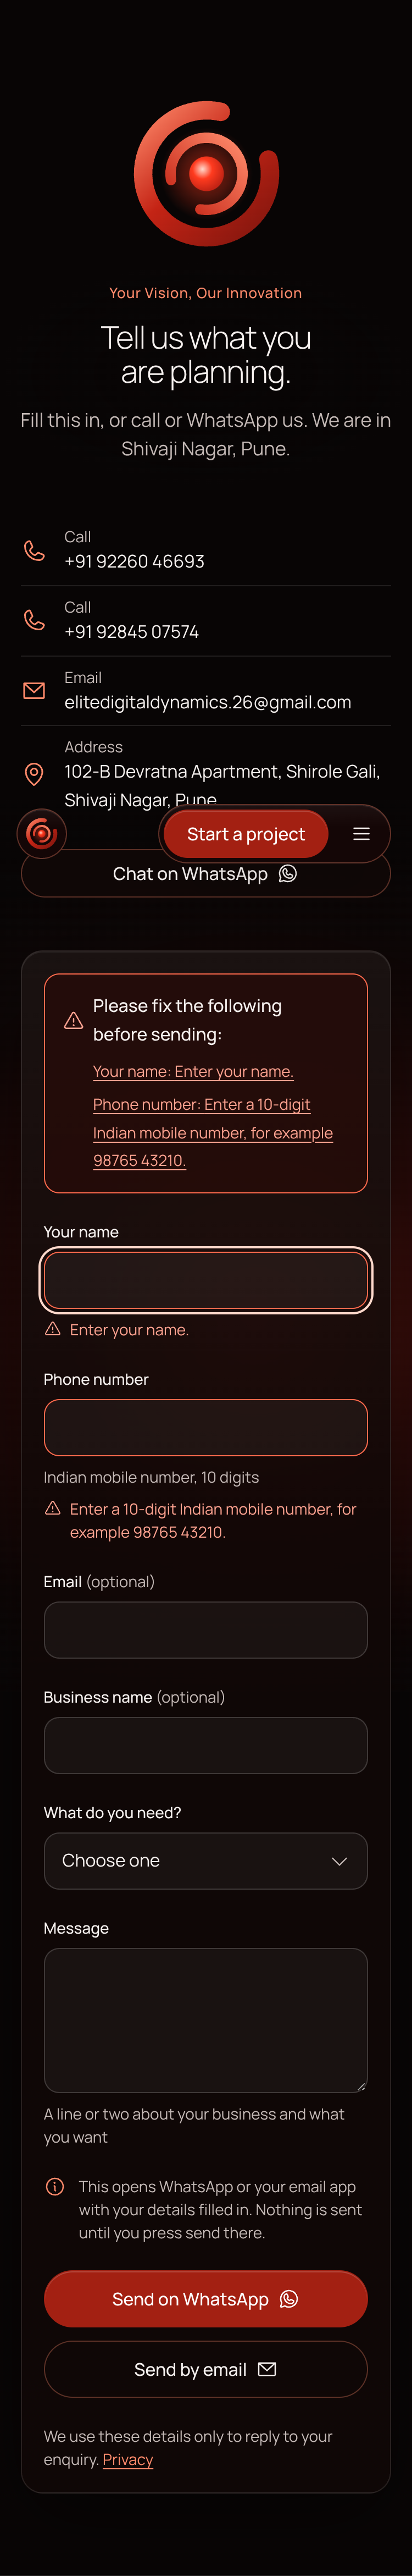 Your Vision, Our Innovation
Tell us what you
are planning.
Fill this in, or call or WhatsApp us. We are in
Shivaji Nagar, Pune.
Call
+91 92260 46693
Call
+91 92845 07574
Email
elitedigitaldynamics.26@gmail.com
Address
102-B Devratna Apartment, Shirole Gali,
Shivaji Nagar, Pune
Start a project
Chat on WhatsApp
Please fix the following
before sending:
Your name: Enter your name.
Phone number: Enter a 10-digit
Indian mobile number, for example
98765 43210.
Your name
Enter your name.
Phone number
Indian mobile number, 10 digits
Enter a 10-digit Indian mobile number, for
example 98765 43210.
Email (optional)
Business name (optional)
What do you need?
Choose one
Message
A line or two about your business and what
you want
This opens WhatsApp or your email app
with your details filled in. Nothing is sent
until you press send there.
Send on WhatsApp
Send by email
We use these details only to reply to your
enquiry. Privacy